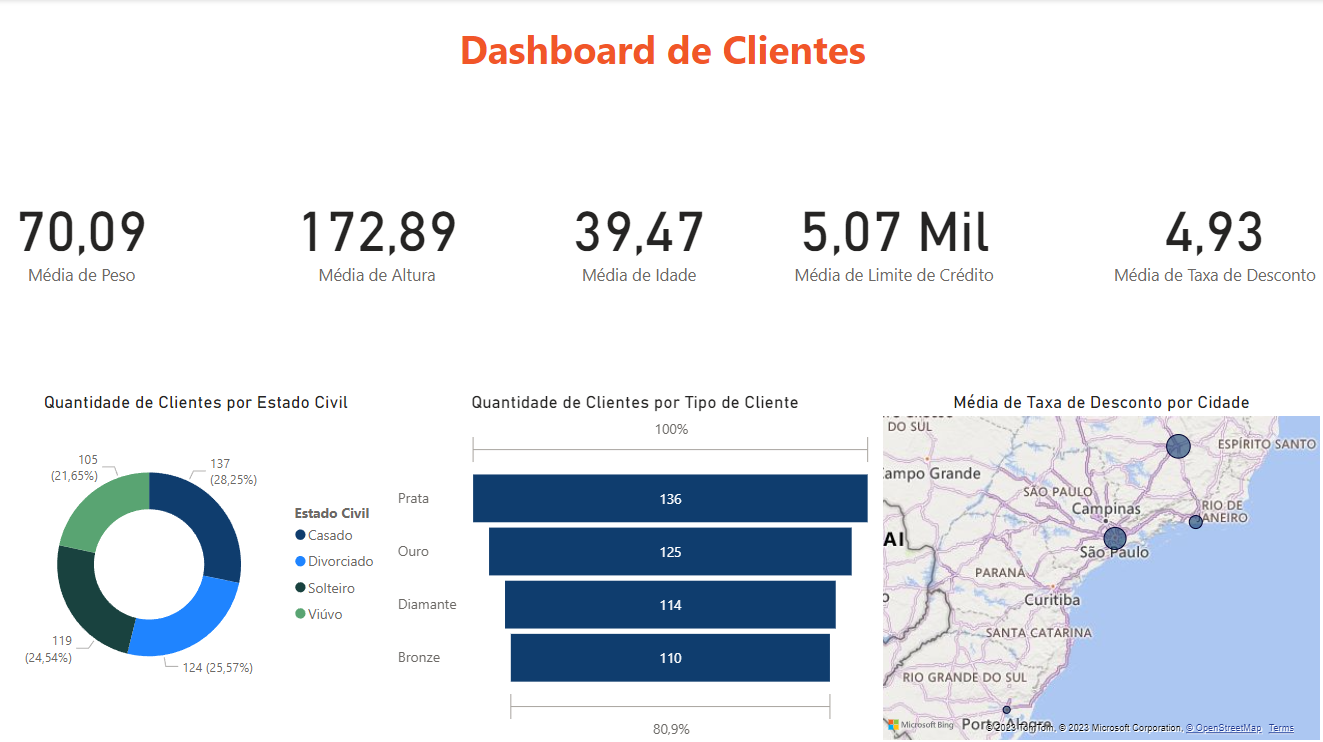 Dashboard de Clientes
70,09
Média de Peso
172,89
Média de Altura
39,47
Média de Idade
5,07 Mil
Média de Limite de Crédito
4,93
Média de Taxa de Desconto
Quantidade de Clientes por Estado Civil
105
(21,65%)
137
(28,25%)
119
(24,54%)
124 (25,57%)
Estado Civil
Casado
Divorciado
Solteiro
Viúvo
Quantidade de Clientes por Tipo de Cliente
100%
Prata
136
Ouro
125
Diamante
114
Bronze
110
80,9%
Média de Taxa de Desconto por Cidade
DO SUL
ESPÍRITO SANTO
ampo Grande
SÃO PAULO
Campinas
RIO DE
ANEIRO
AI
São Paulo
PARANÁ
Curitiba
SANTA CATARINA
RIO GRANDE DO SUL
Porto Alegre
Microsoft Bing
© 2023 TomTom, © 2023 Microsoft Corporation, © OpenStreetMap Terms